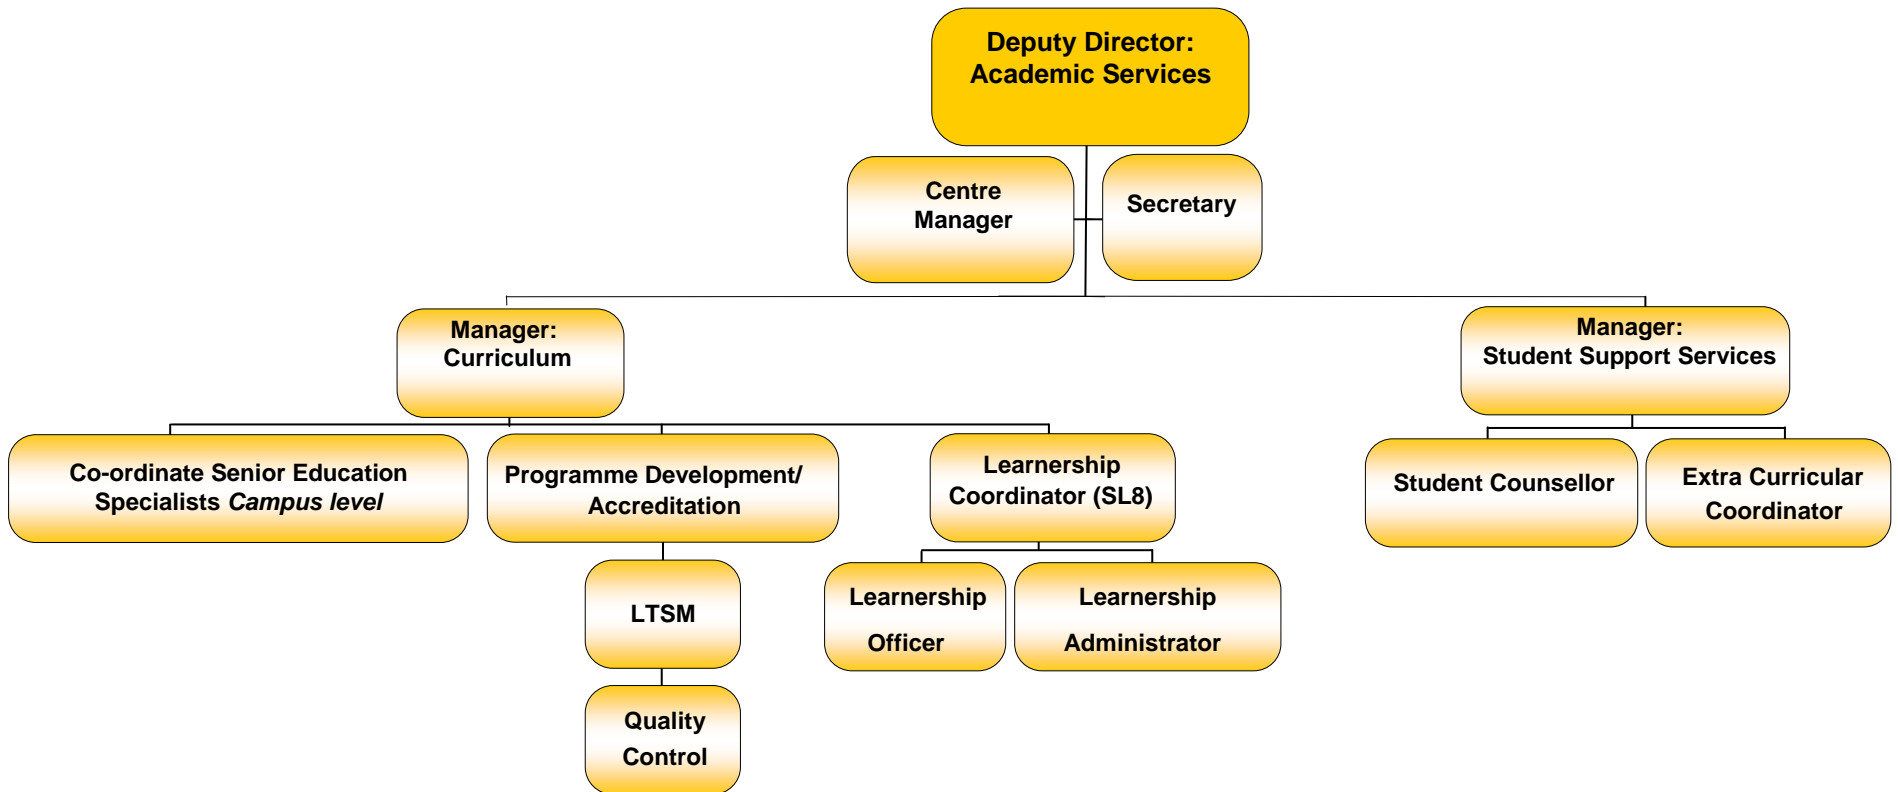 Deputy Director:
Academic Services
Centre
Manager
Secretary
Manager:
Curriculum
Manager:
Student Support Services
Co-ordinate Senior Education
Specialists Campus level
Programme Development/
Accreditation
Learnership
Coordinator (SL8)
Student Counsellor
Extra Curricular
Coordinator
LTSM
Learnership
Officer
Learnership
Administrator
Quality
Control